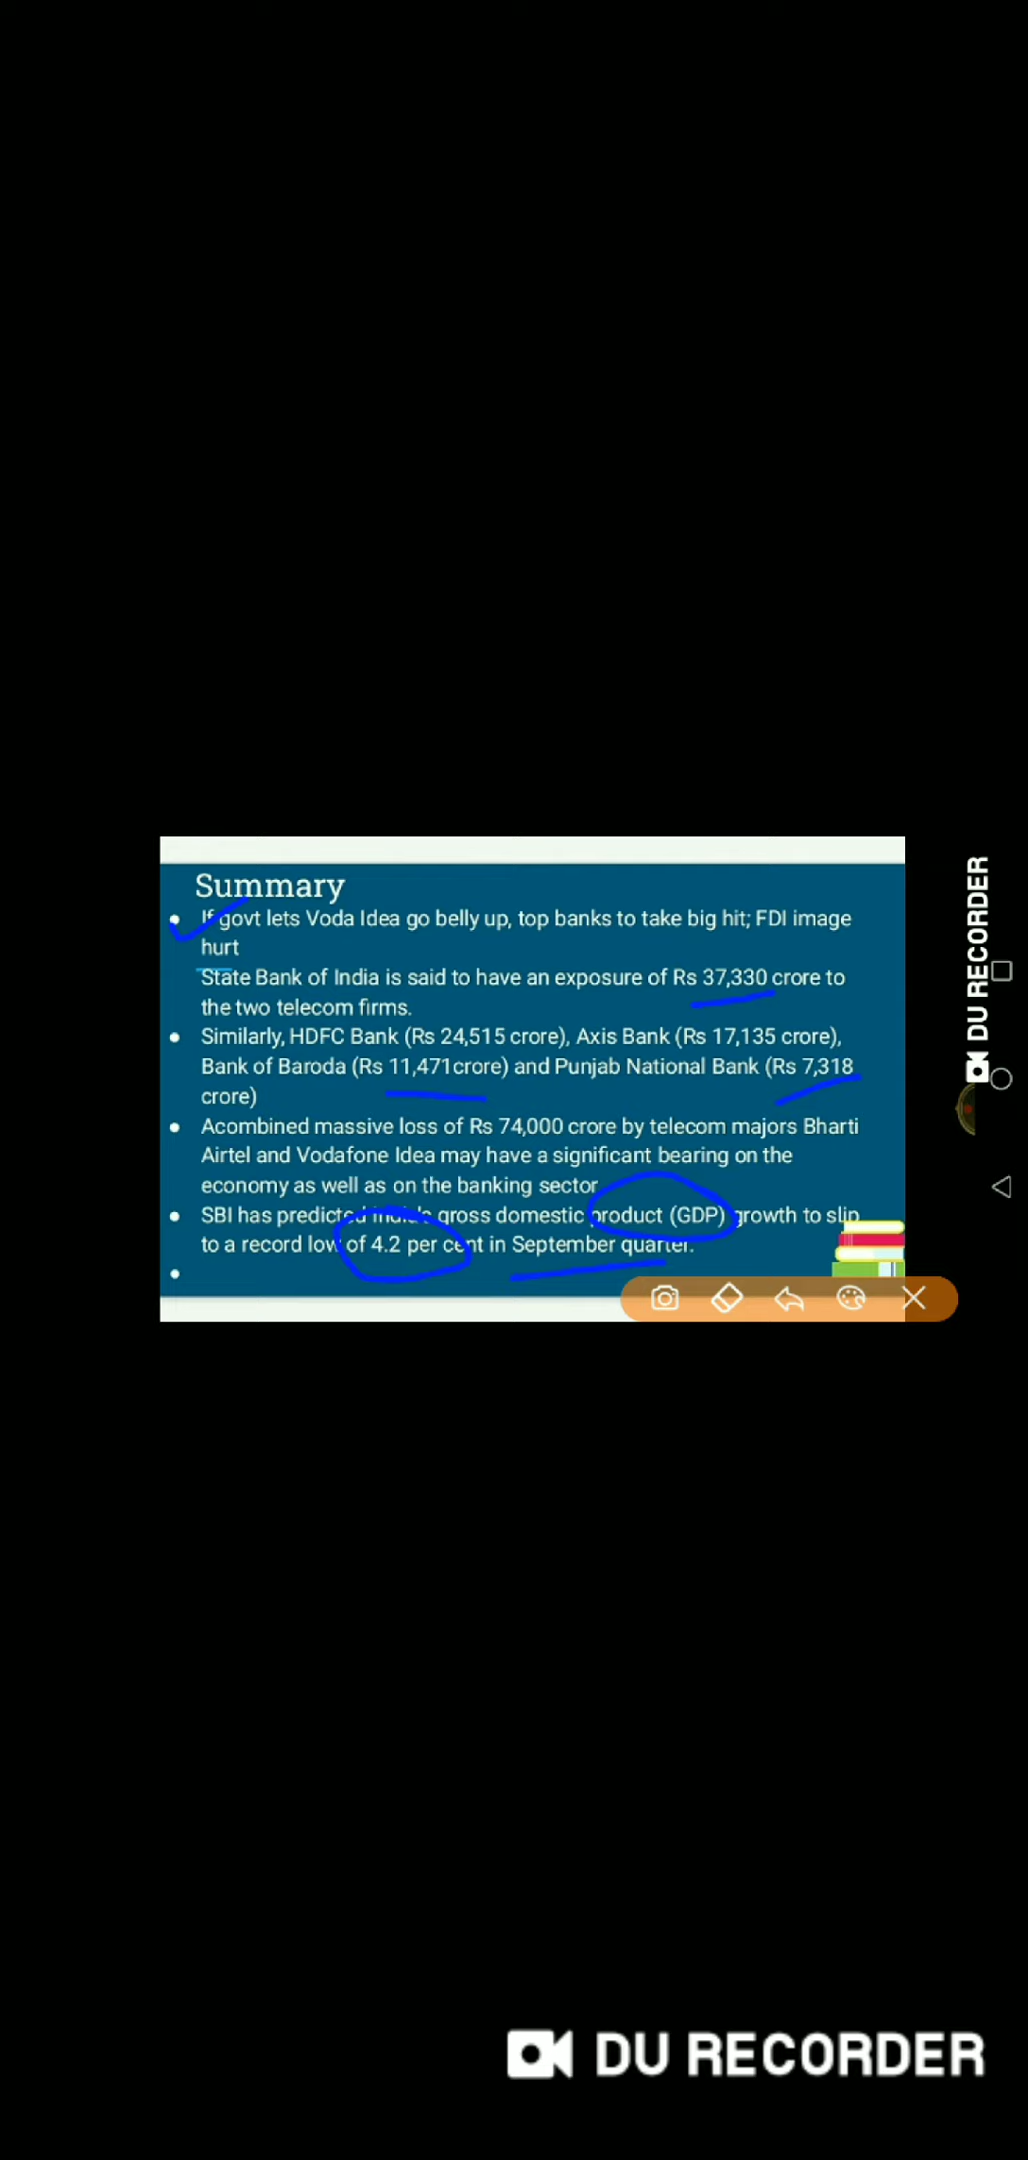 Summary
If govt lets Voda Idea go belly up, top banks to take big hit; FDI image
hurt
State Bank of India is said to have an exposure of Rs 37,330 crore to
the two telecom firms.
Similarly, HDFC Bank (Rs 24,515 crore), Axis Bank (Rs 17,135 crore),
Bank of Baroda (Rs 11,471crore) and Punjab National Bank (Rs 7,318
crore)
Acombined massive loss of Rs 74,000 crore by telecom majors Bharti
Airtel and Vodafone Idea may have a significant bearing on the
economy as well as on the banking sector
SBI has predicted India's gross domestic product (GDP) growth to slip
to a record low of 4.2 per cent in September quarter.
DU RECORDER
DU RECORDER